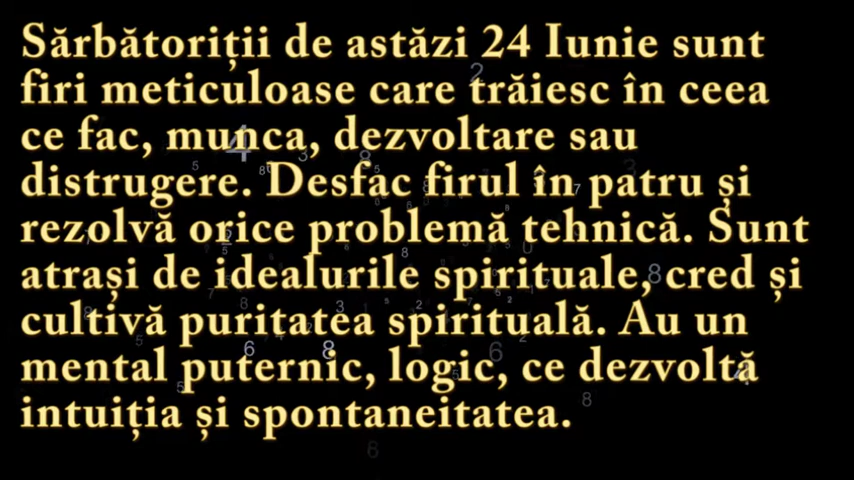 Sărbătoriții de astăzi 24 Iunie sunt
firi meticuloase care trăiesc în ceea
ce fac, munca, dezvoltare sau
distrugere. Desfac firul în patru și
rezolvă orice problemă tehnică. Sunt
atrași de idealurile spirituale, cred și
cultivă puritatea spirituală. Au un
mental puternic, logic, ce dezvoltă
intuiția și spontaneitatea.